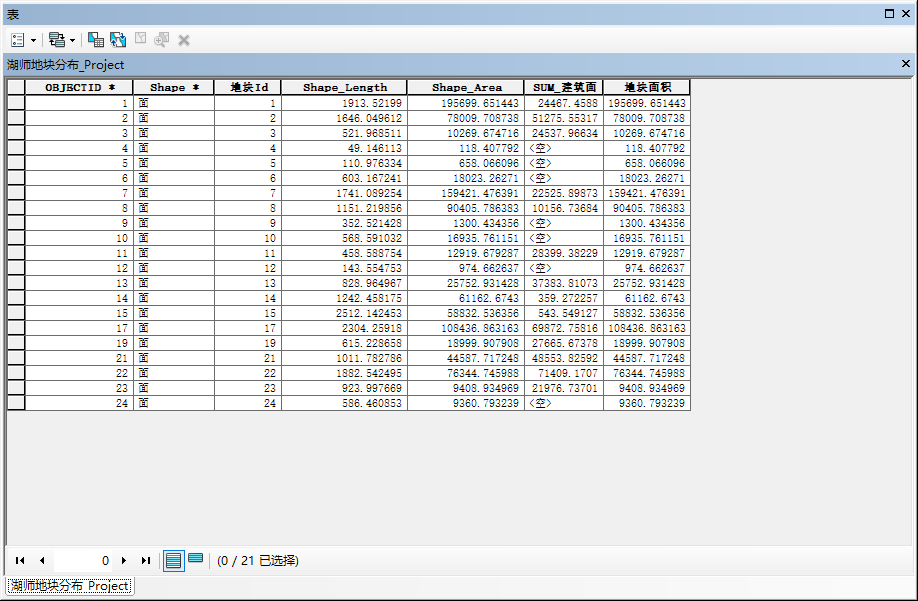 表
湖师地块分布_Project
OBJECTID * Shape * 地块Id Shape_Length Shape_Area SUM_建筑面 地块面积
1 面 1 1913.52199 195699.651443 24467.4588 195699.651443
2 面 2 1646.049612 78009.708738 51275.55317 78009.708738
3 面 3 521.968511 10269.674716 24537.96634 10269.674716
4 面 4 49.146113 118.407792 <空> 118.407792
5 面 5 110.976334 658.066096 <空> 658.066096
6 面 6 603.167241 18023.26271 <空> 18023.26271
7 面 7 1741.089254 159421.476391 22525.89873 159421.476391
8 面 8 1151.219856 90405.786383 10156.73684 90405.786383
9 面 9 352.521428 1300.434356 <空> 1300.434356
10 面 10 568.591032 16935.761151 <空> 16935.761151
11 面 11 458.588754 12919.679287 28399.38229 12919.679287
12 面 12 143.554753 974.662637 <空> 974.662637
13 面 13 828.964967 25752.931428 37383.81073 25752.931428
14 面 14 1242.458175 61162.6743 359.272257 61162.6743
15 面 15 2512.142453 58832.536356 543.549127 58832.536356
17 面 17 2304.25918 108436.863163 69872.75816 108436.863163
19 面 19 615.228658 18999.907908 27665.67378 18999.907908
21 面 21 1011.782786 44587.717248 48553.82592 44587.717248
22 面 22 1882.542495 76344.745988 71409.1707 76344.745988
23 面 23 923.997669 9408.934969 21976.73701 9408.934969
24 面 24 586.460853 9360.793239 <空> 9360.793239
0 (0 / 21 已选择)
湖师地块分布_Project